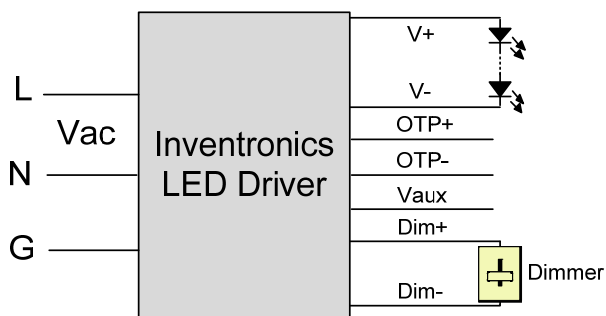 L
Vac
N
G
Inventronics
LED Driver
V+
V-
OTP+
OTP-
Vaux
Dim+
Dim-
Dimmer